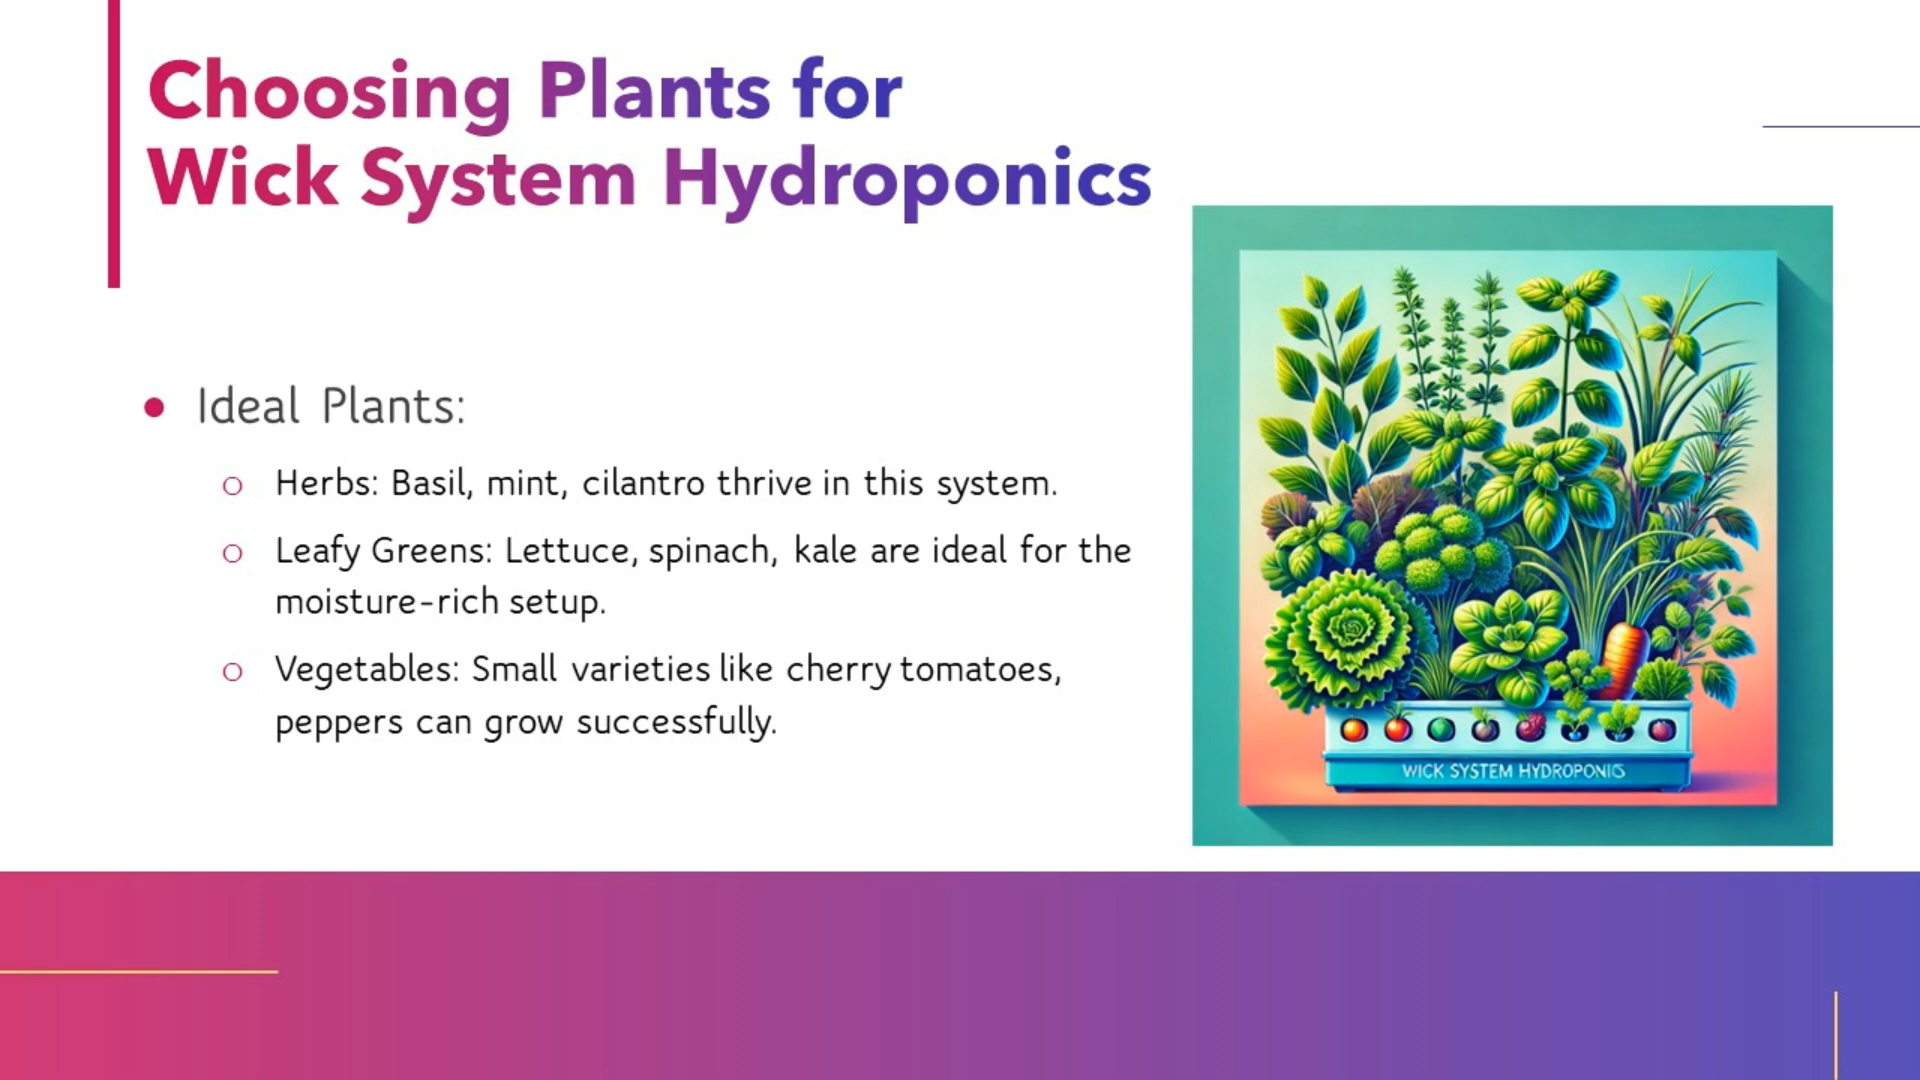 Choosing Plants for
Wick System Hydroponics
Ideal Plants:
Herbs: Basil, mint, cilantro thrive in this system.
Leafy Greens: Lettuce, spinach, kale are ideal for the
moisture-rich setup.
Vegetables: Small varieties like cherry tomatoes,
peppers can grow successfully.
WICK SYSTEM HYDROPONIS